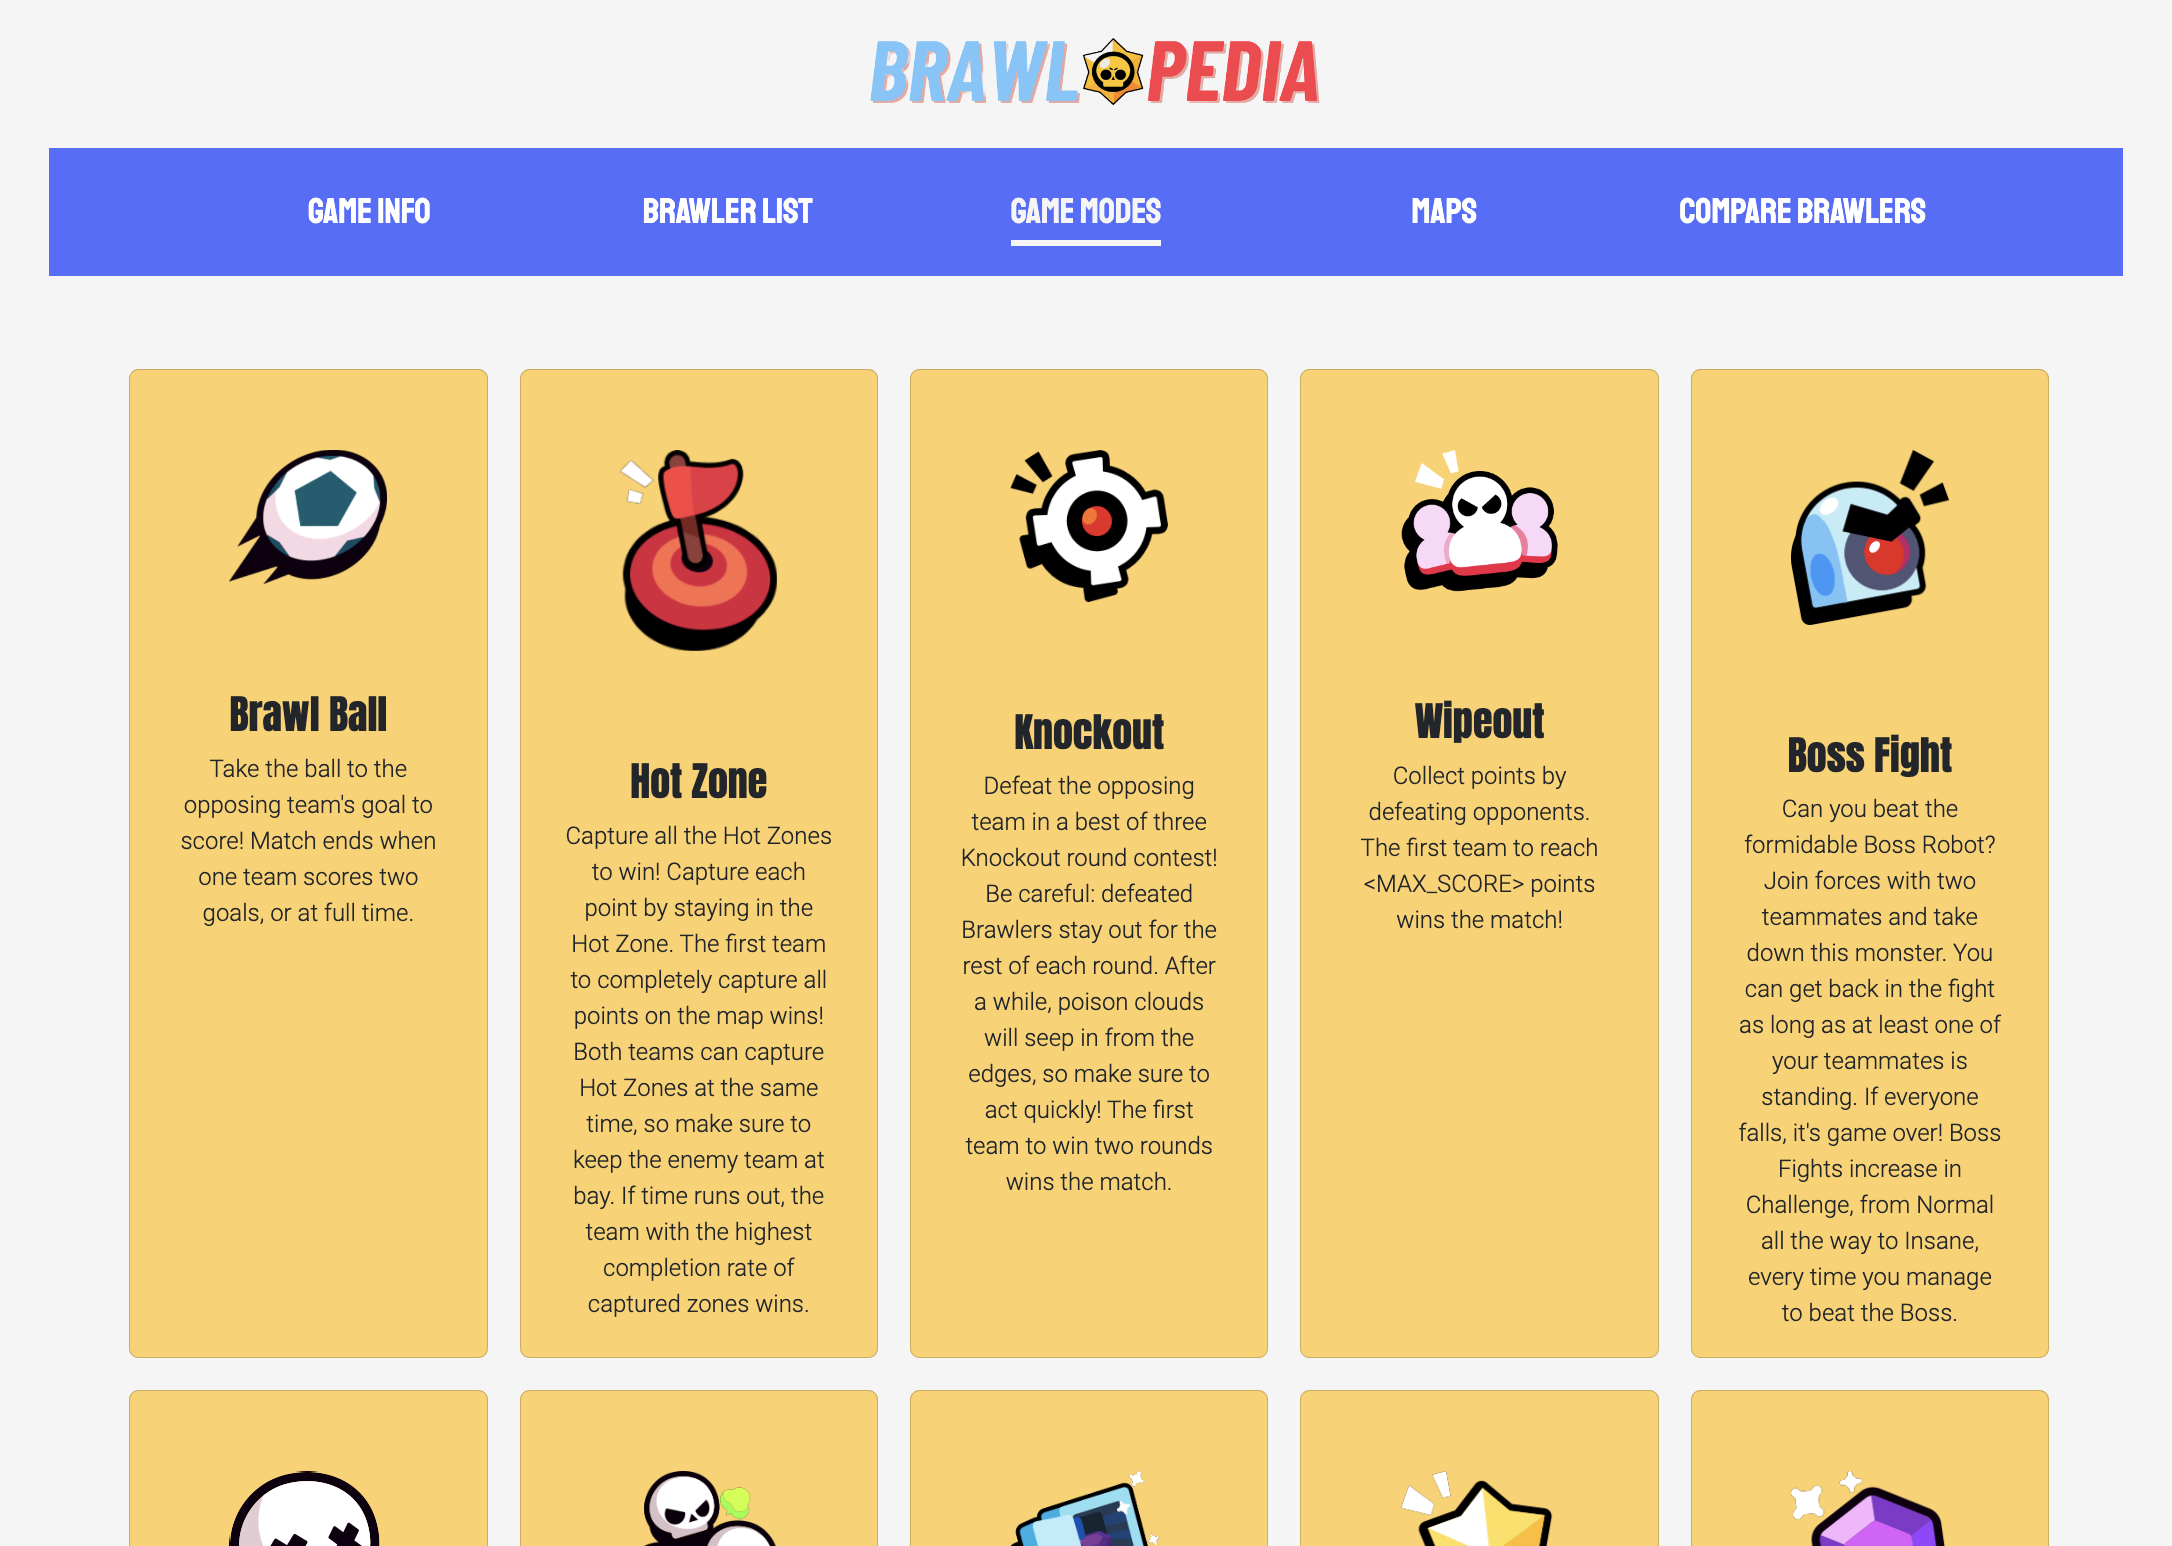 BRAWL PEDIA
GAME INFO
BRAWLER LIST
GAME MODES
MAPS
COMPARE BRAWLERS
Brawl Ball
Take the ball to the
opposing team's goal to
score! Match ends when
one team scores two
goals, or at full time.
Hot Zone
Capture all the Hot Zones
to win! Capture each
point by staying in the
Hot Zone. The first team
to completely capture all
points on the map wins!
Both teams can capture
Hot Zones at the same
time, so make sure to
keep the enemy team at
bay. If time runs out, the
team with the highest
completion rate of
captured zones wins.
Knockout
Defeat the opposing
team in a best of three
Knockout round contest!
Be careful: defeated
Brawlers stay out for the
rest of each round. After
a while, poison clouds
will seep in from the
edges, so make sure to
act quickly! The first
team to win two rounds
wins the match.
Wipeout
Collect points by
defeating opponents.
The first team to reach
<MAX_SCORE> points
wins the match!
Boss Fight
Can you beat the
formidable Boss Robot?
Join forces with two
teammates and take
down this monster. You
can get back in the fight
as long as at least one of
your teammates is
standing. If everyone
falls, it's game over! Boss
Fights increase in
Challenge, from Normal
all the way to Insane,
every time you manage
to beat the Boss.